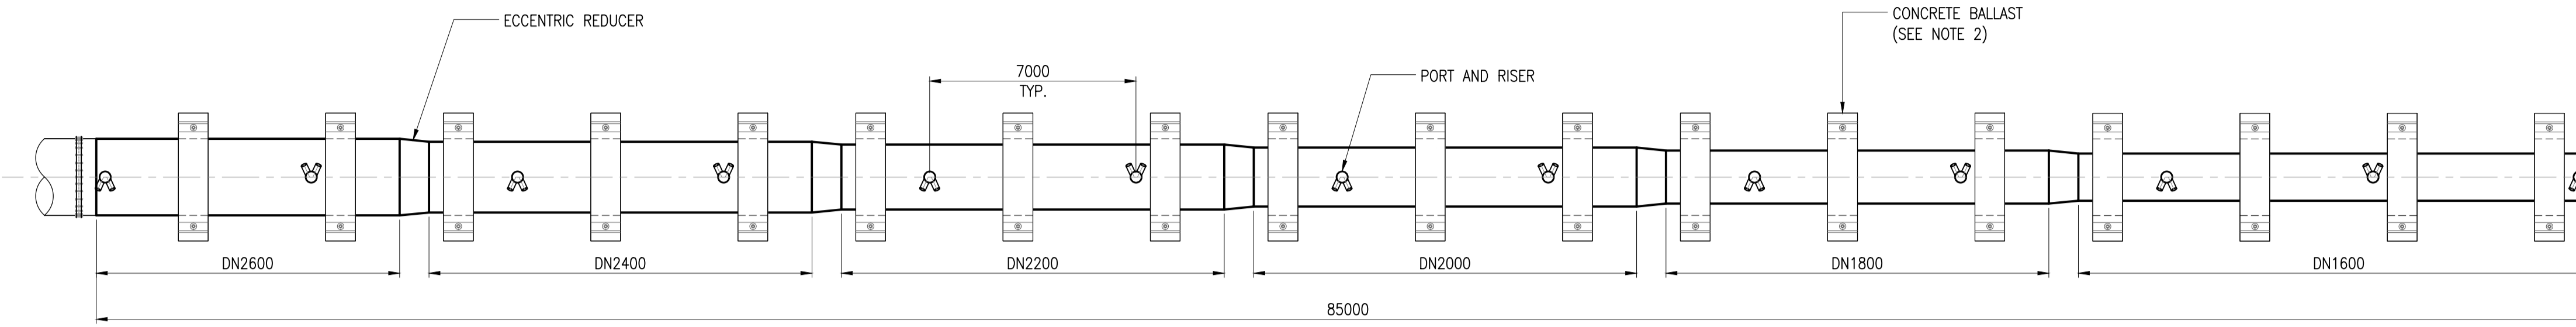 ECCENTRIC REDUCER
CONCRETE BALLAST
(SEE NOTE 2)
7000
TYP.
PORT AND RISER
DN2600
DN2400
DN2200
DN2000
DN1800
DN1600
85000